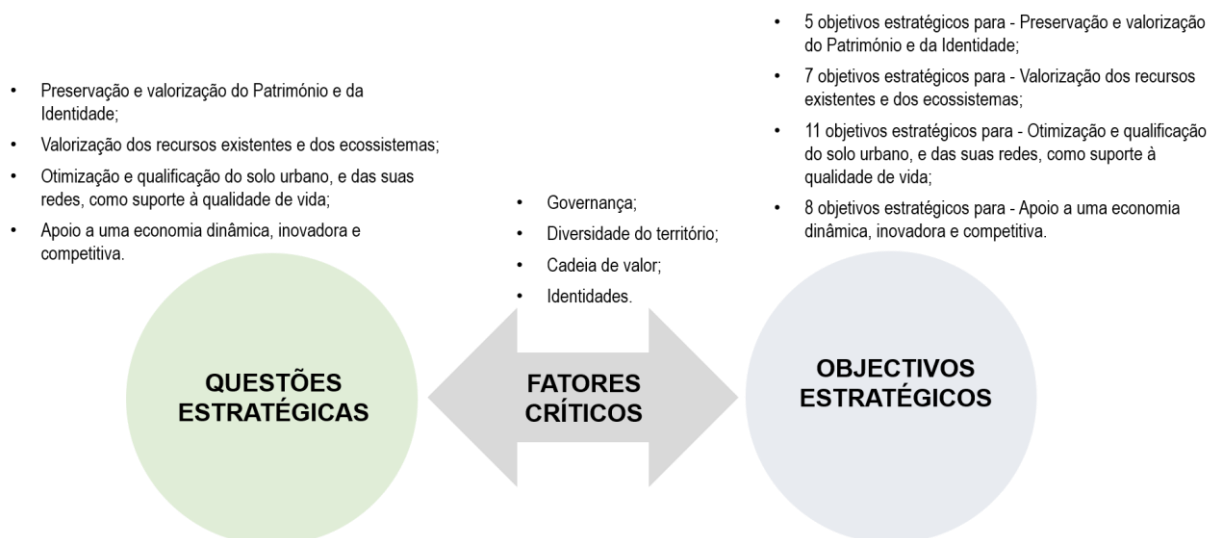 • Preservação e valorização do Património e da
Identidade;
• Valorização dos recursos existentes e dos ecossistemas;
• Otimização e qualificação do solo urbano, e das suas
redes, como suporte à qualidade de vida;
• Apoio a uma economia dinâmica, inovadora e
competitiva.
QUESTÕES
ESTRATÉGICAS
• Governança;
• Diversidade do território;
• Cadeia de valor;
• Identidades.
FATORES
CRÍTICOS
• 5 objetivos estratégicos para - Preservação e valorização
do Património e da Identidade;
• 7 objetivos estratégicos para - Valorização dos recursos
existentes e dos ecossistemas;
• 11 objetivos estratégicos para - Otimização e qualificação
do solo urbano, e das suas redes, como suporte à
qualidade de vida;
• 8 objetivos estratégicos para - Apoio a uma economia
dinâmica, inovadora e competitiva.
OBJECTIVOS
ESTRATÉGICOS